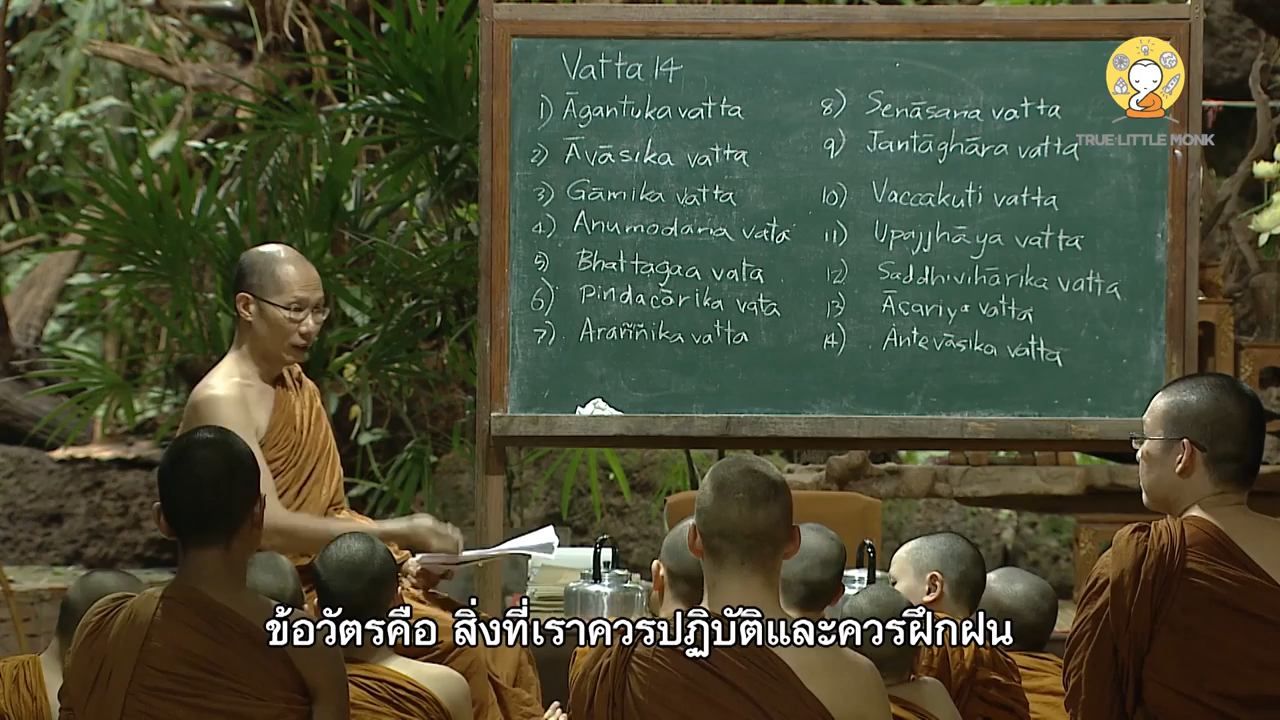 Vatta 14
1) Āgantuka vatta
2) Āvāsika vatta
3) Gāmika vatta
4) Anumodana vata
5) Bhattagaa vata
6) Pindacārika vata
7) Araññika vatta
8) Senāsana vatta
9) Jantāghāra vatta
10) Vaccakuti vatta
11) Upajjhāya vatta
12) Saddhivihārika vatta
13) Ācariya vatta
14) Antevāsika vatta
TRUE LITTLE MONK
ข้อวัตรคือ สิ่งที่เราควรปฏิบัติและควรฝึกฝน